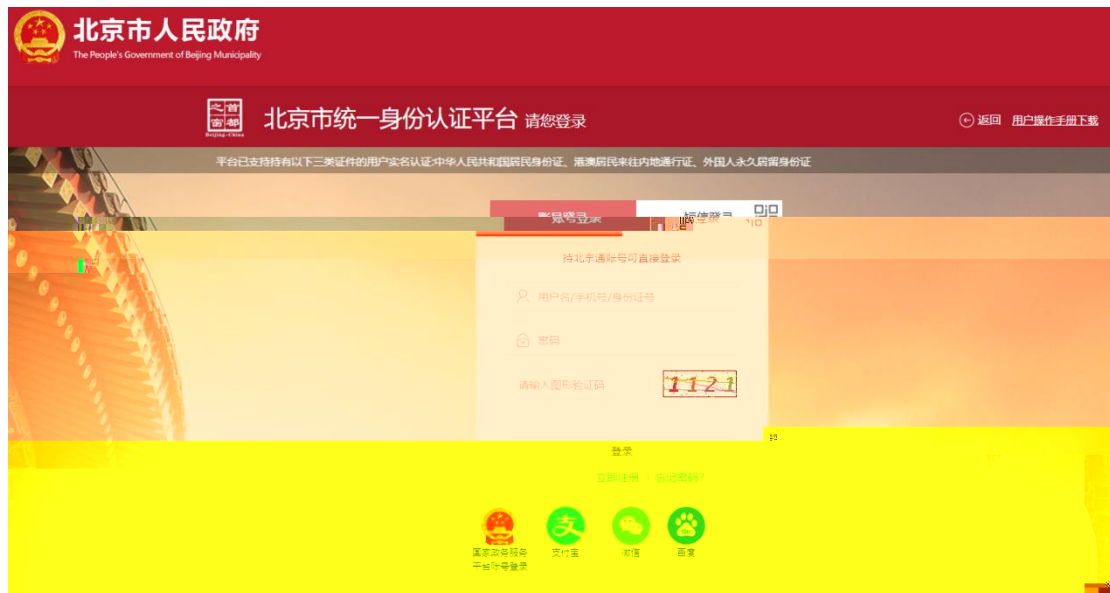 北京市人民政府
The People's Government of Beijing Municipality
首都之窗
Beijing-China
北京市统一身份认证平台 请您登录
返回 用户操作手册下载
平台已支持持有以下三类证件的用户实名认证:中华人民共和国居民身份证、港澳居民来往内地通行证、外国人永久居留身份证
账号登录 短信登录
持北京通账号可直接登录
用户名/手机号/身份证号
密码
请输入图形验证码 1121
登录
立即注册 忘记密码?
国家政务服务平台账号登录 支付宝 微信 百度